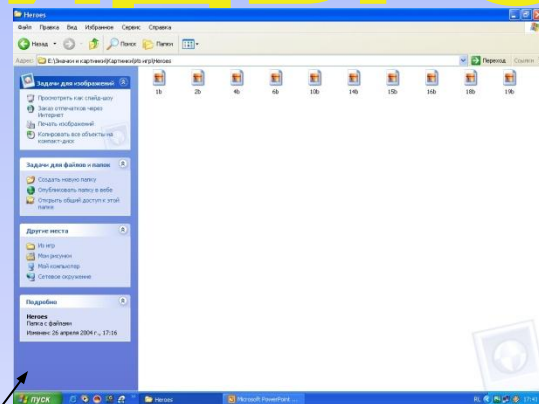 Heroes
Файл Правка Вид Избранное Сервис Справка
Назад Поиск Папки
Адрес: E:\Значки и картинки\Картинки\Из игр\Heroes Переход Ссылки
Задачи для изображений
Просмотреть как слайд-шоу
Заказ отпечатков через
Интернет
Печать изображений
Копировать все объекты на
компакт-диск
1b 2b 4b 6b 10b 14b 15b 16b 18b 19b
Задачи для файлов и папок
Создать новую папку
Опубликовать папку в вебе
Открыть общий доступ к этой
папке
Другие места
Из игр
Мои рисунки
Мой компьютер
Сетевое окружение
Подробно
Heroes
Папка с файлами
Изменен: 26 апреля 2004 г., 17:16
пуск Heroes Microsoft PowerPoint ... RL 17:41